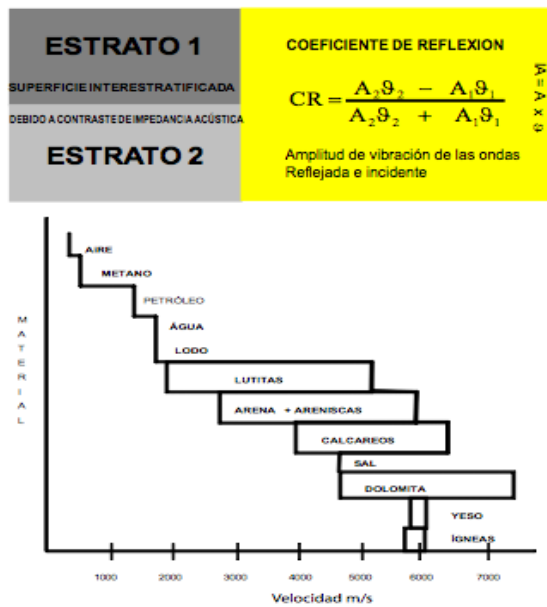 ESTRATO 1
SUPERFICIE INTERESTRATIFICADA
DEBIDO A CONTRASTE DE IMPEDANCIA ACÚSTICA
ESTRATO 2
COEFICIENTE DE REFLEXION
CR = (A₂ϑ₂ − A₁ϑ₁) / (A₂ϑ₂ + A₁ϑ₁)
Amplitud de vibración de las ondas
Reflejada e incidente
IA = A x ϑ
MATERIAL
AIRE
METANO
PETRÓLEO
ÁGUA
LODO
LUTITAS
ARENA + ARENISCAS
CALCAREOS
SAL
DOLOMITA
YESO
ÍGNEAS
1000 2000 3000 4000 5000 6000 7000
Velocidad m/s